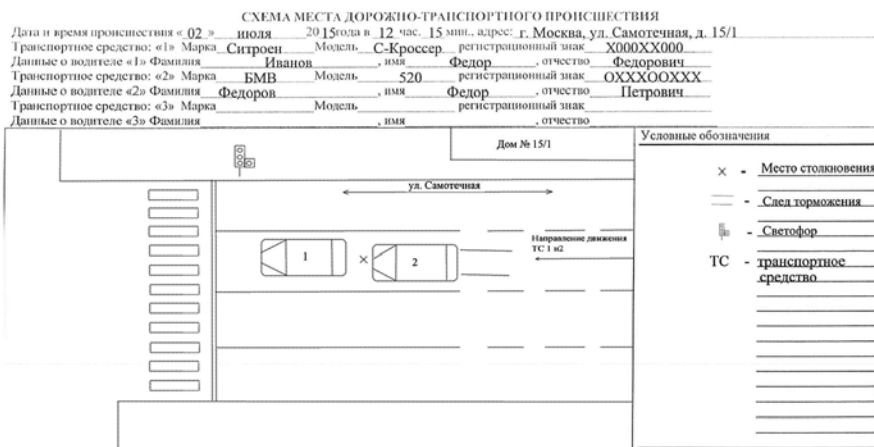 СХЕМА МЕСТА ДОРОЖНО-ТРАНСПОРТНОГО ПРОИСШЕСТВИЯ
Дата и время происшествия « 02 » июля 2015года в 12 час. 15 мин., адрес: г. Москва, ул. Самотечная, д. 15/1
Транспортное средство: «1» Марка Ситроен Модель С-Кроссер регистрационный знак Х000ХХ000
Данные о водителе «1» Фамилия Иванов , имя Федор , отчество Федорович
Транспортное средство: «2» Марка БМВ Модель 520 регистрационный знак ОХХХООХХХ
Данные о водителе «2» Фамилия Федоров , имя Федор , отчество Петрович
Транспортное средство: «3» Марка Модель регистрационный знак
Данные о водителе «3» Фамилия , имя , отчество
Условные обозначения
Дом № 15/1
ул. Самотечная
Направление движения
ТС 1 и2
1
×
2
× - Место столкновения
- След торможения
- Светофор
ТС - транспортное
средство